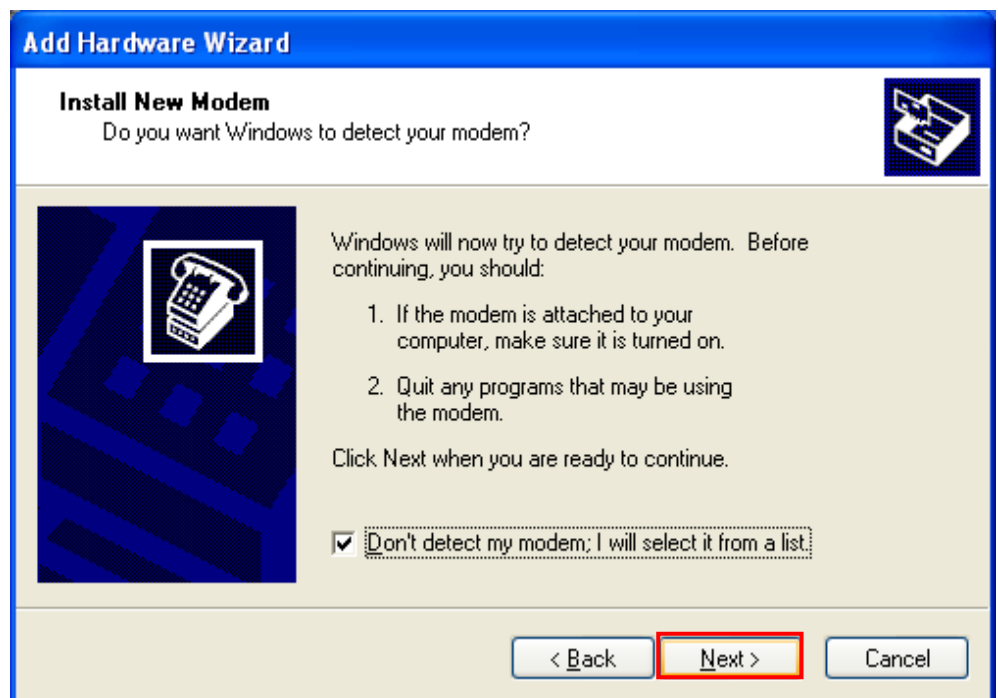 Add Hardware Wizard
Install New Modem
Do you want Windows to detect your modem?
Windows will now try to detect your modem.  Before
continuing, you should:
1.  If the modem is attached to your
computer, make sure it is turned on.
2.  Quit any programs that may be using
the modem.
Click Next when you are ready to continue.
Don't detect my modem; I will select it from a list.
< Back
Next >
Cancel